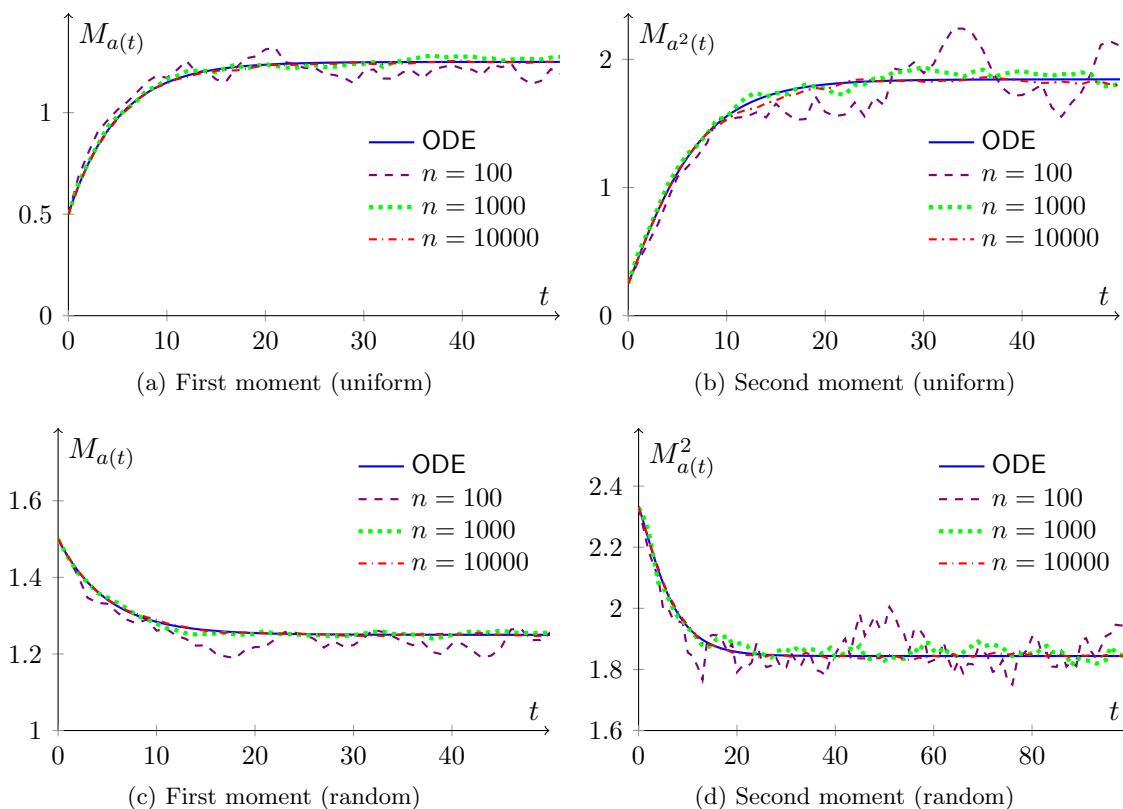 M_{a(t)}
1
0.5
0
ODE
n = 100
n = 1000
n = 10000
t
0 10 20 30 40
(a) First moment (uniform)
M_{a^2(t)}
2
1
0
ODE
n = 100
n = 1000
n = 10000
t
0 10 20 30 40
(b) Second moment (uniform)
M_{a(t)}
1.6
1.4
1.2
1
ODE
n = 100
n = 1000
n = 10000
t
0 10 20 30 40
(c) First moment (random)
M^2_{a(t)}
2.4
2.2
2
1.8
1.6
ODE
n = 100
n = 1000
n = 10000
t
0 20 40 60 80
(d) Second moment (random)